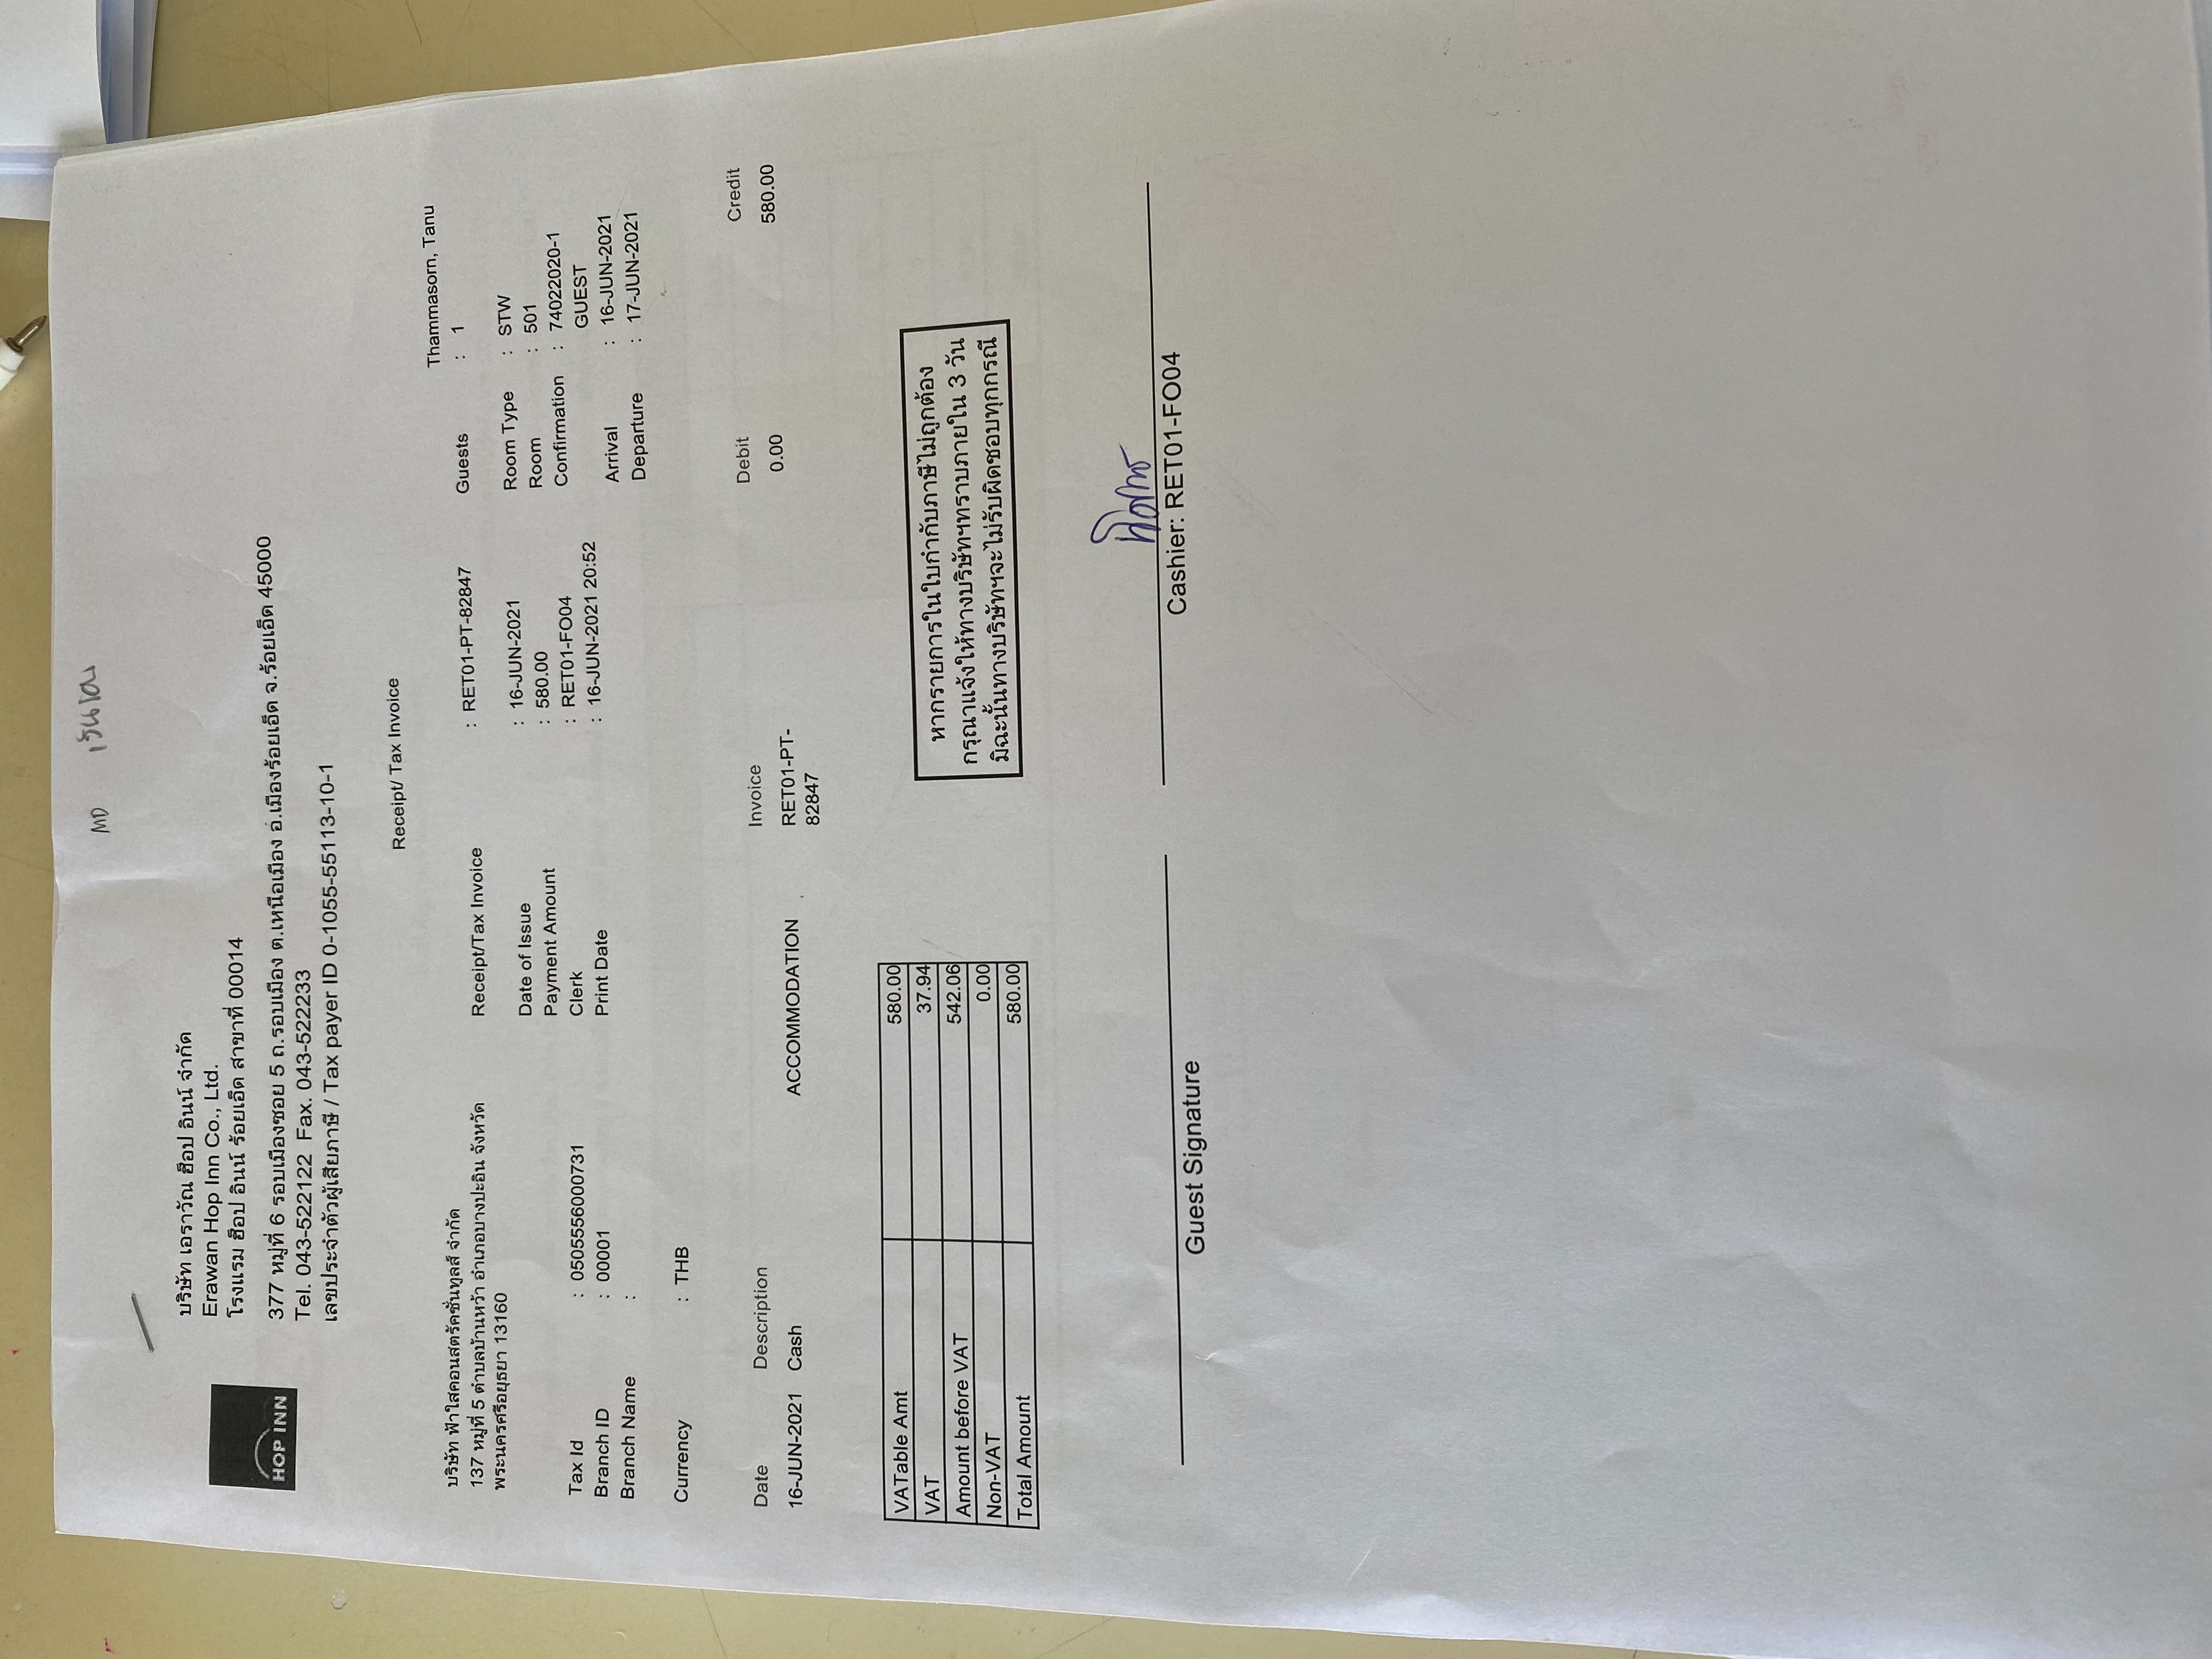 MD
บริษัท เอราวัณ ฮ็อป อินน์ จำกัด
Erawan Hop Inn Co., Ltd.
โรงแรม ฮ็อป อินน์ ร้อยเอ็ด สาขาที่ 00014
HOP INN
377 หมู่ที่ 6 รอบเมืองซอย 5 ถ.รอบเมือง ต.เหนือเมือง อ.เมืองร้อยเอ็ด จ.ร้อยเอ็ด 45000
Tel. 043-522122 Fax. 043-522233
เลขประจำตัวผู้เสียภาษี / Tax payer ID 0-1055-55113-10-1
Receipt/ Tax Invoice
บริษัท ฟ้าใสคอนสตรัคชั่นทูลส์ จำกัด
137 หมู่ที่ 5 ตำบลบ้านหว้า อำเภอบางปะอิน จังหวัด
พระนครศรีอยุธยา 13160
Tax Id : 0505556000731
Branch ID : 00001
Branch Name :
Currency : THB
Receipt/Tax Invoice : RET01-PT-82847
Date of Issue : 16-JUN-2021
Payment Amount : 580.00
Clerk : RET01-FO04
Print Date : 16-JUN-2021 20:52
Thammasorn, Tanu
Guests : 1
Room Type : STW
Room : 501
Confirmation : 74022020-1
GUEST
Arrival : 16-JUN-2021
Departure : 17-JUN-2021
Date Description Invoice Debit Credit
16-JUN-2021 Cash ACCOMMODATION RET01-PT- 0.00 580.00
82847
VATable Amt 580.00
VAT 37.94
Amount before VAT 542.06
Non-VAT 0.00
Total Amount 580.00
หากรายการในใบกำกับภาษีไม่ถูกต้อง
กรุณาแจ้งให้ทางบริษัทฯทราบภายใน 3 วัน
มิฉะนั้นทางบริษัทฯจะไม่รับผิดชอบทุกกรณี
Guest Signature
Cashier: RET01-FO04